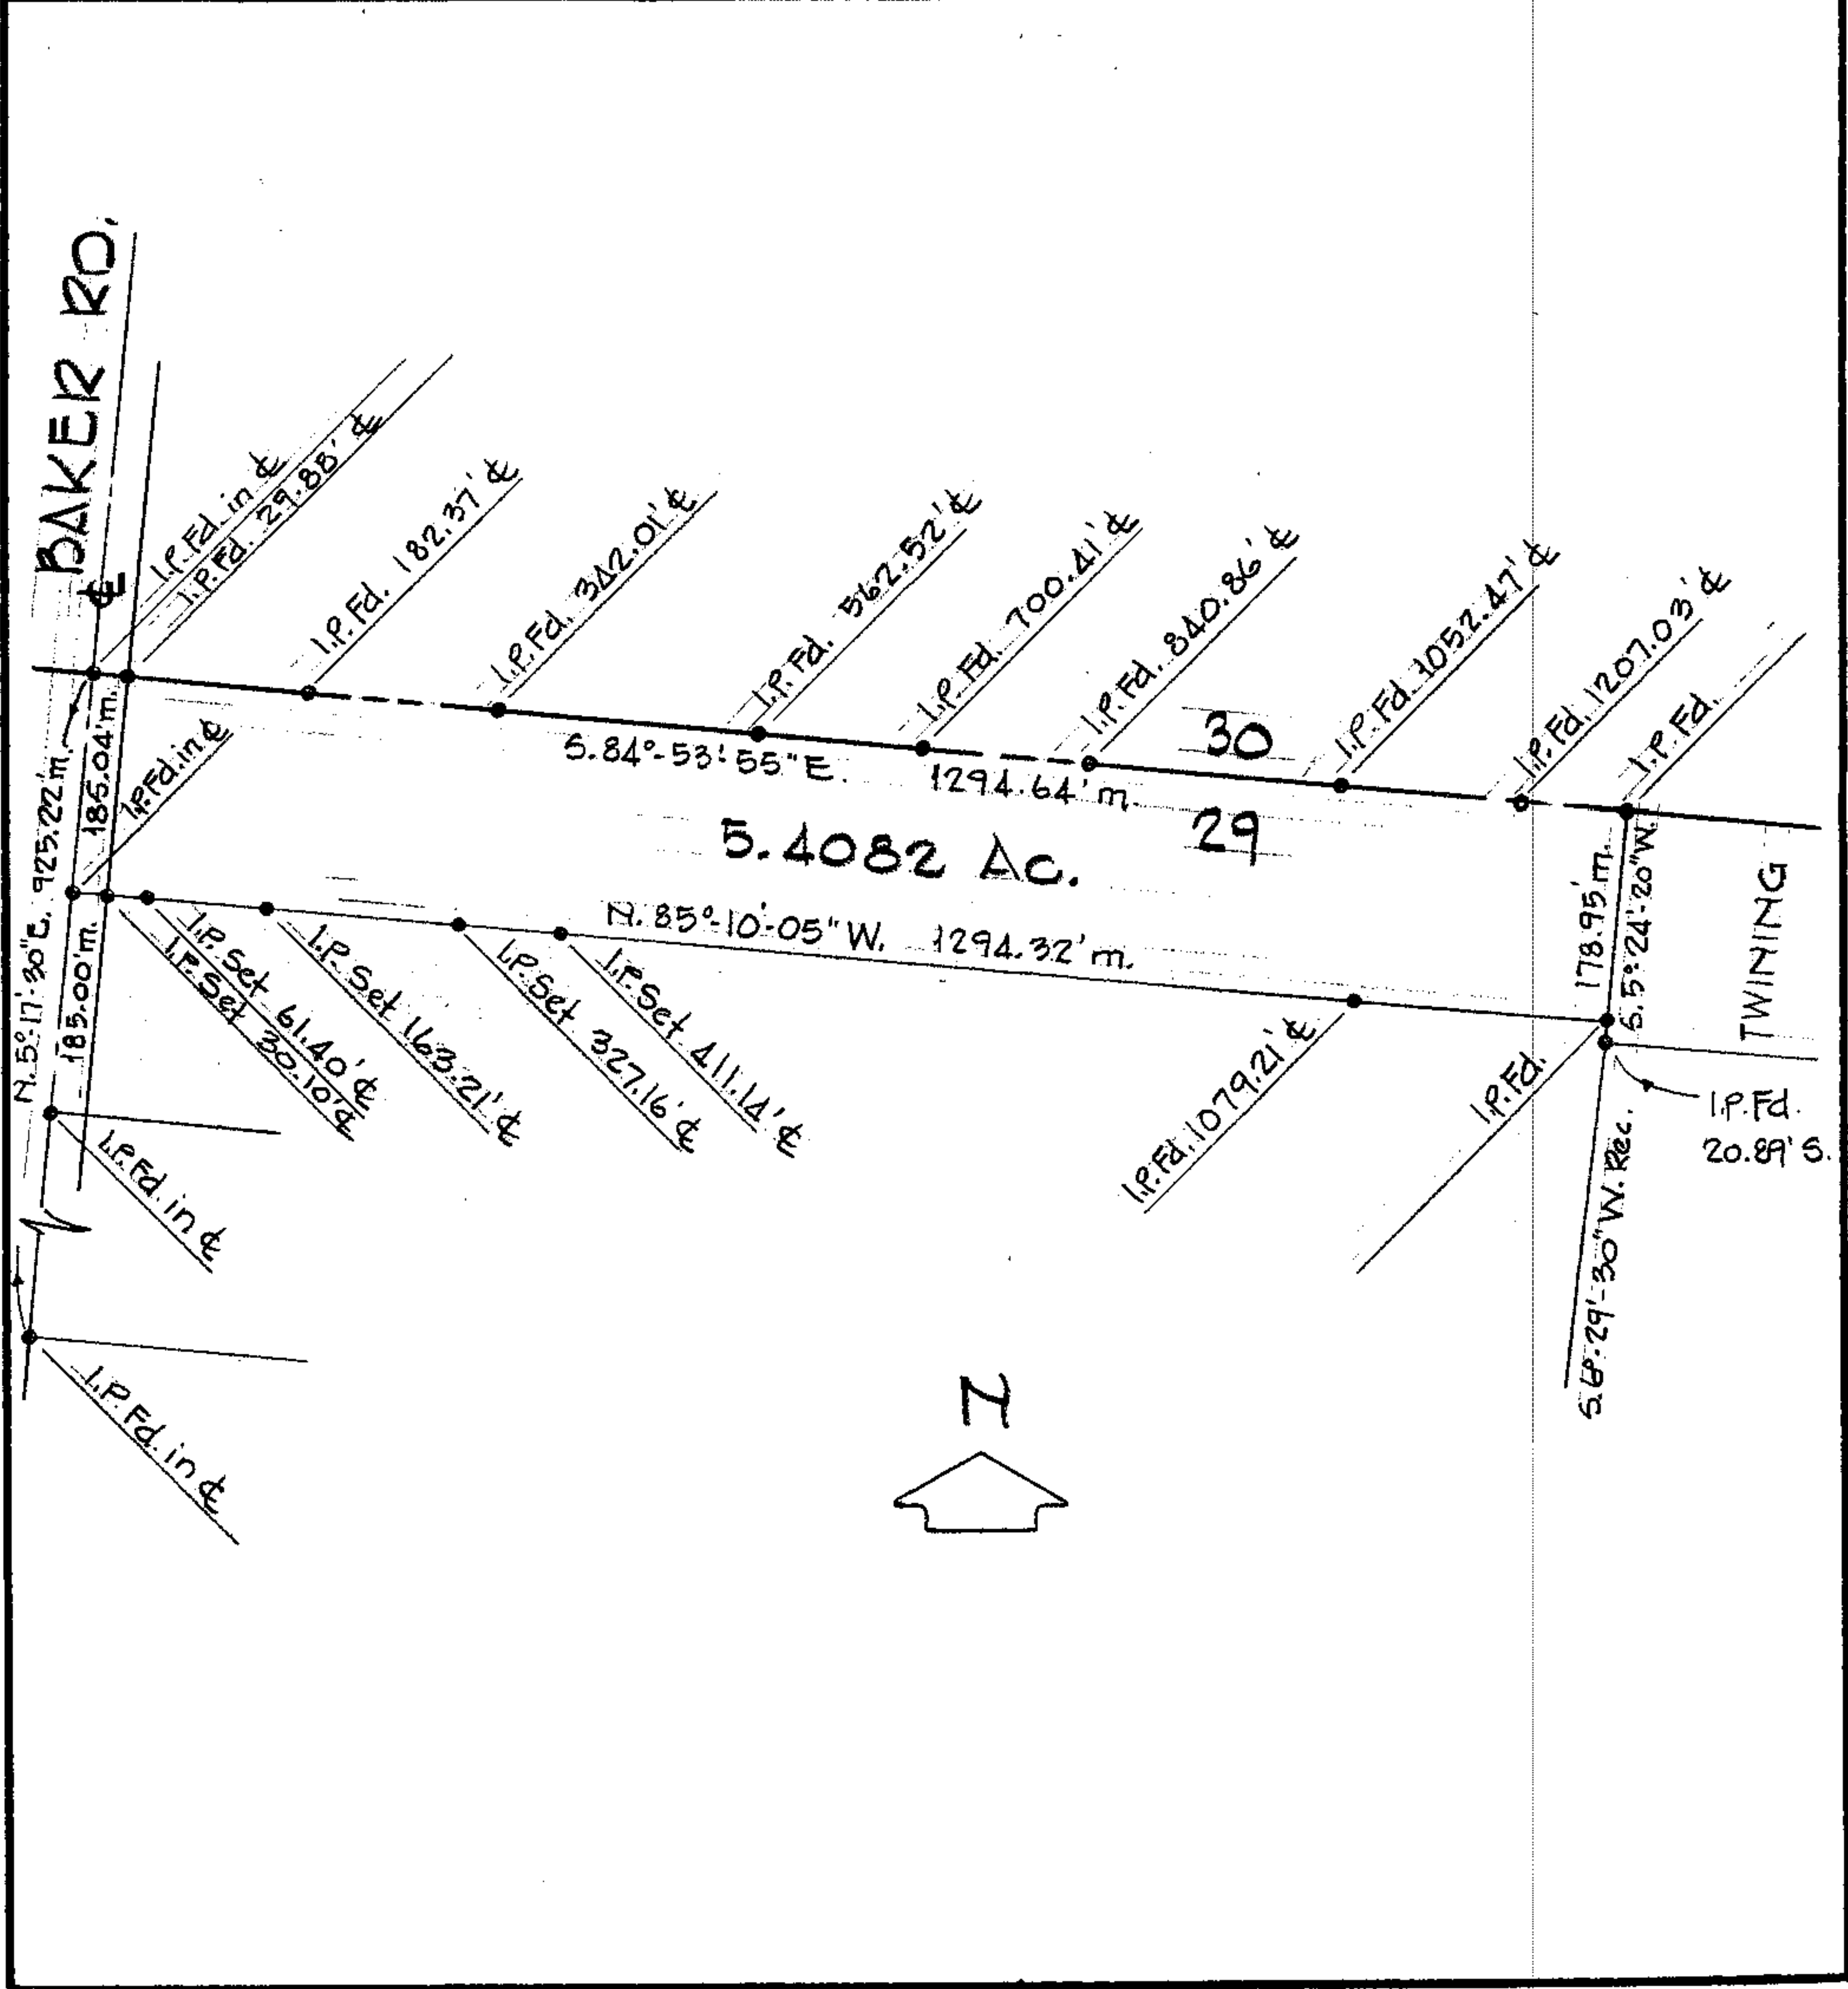 BAKER RD.
℄
I.P. Fd. in ℄
I.P. Fd. 29.88' ℄
I.P. Fd. 182.37' ℄
I.P. Fd. 342.01' ℄
I.P. Fd. 562.52' ℄
I.P. Fd. 700.41' ℄
I.P. Fd. 840.86' ℄
I.P. Fd. 1052.47' ℄
I.P. Fd. 1207.03' ℄
I.P. Fd.
N. 5°-17'-30" E. 925.22' m.
185.04' m.
185.00' m.
I.P. Fd. in ℄
S. 84°-53'-55" E. 1294.64' m.
30
29
5.4082 Ac.
N. 85°-10'-05" W. 1294.32' m.
178.95' m.
S. 5°-24'-20" W.
TWINING
I.P. Set 61.40' ℄
I.P. Set 30.10' ℄
I.P. Set 163.21' ℄
I.P. Set 327.16' ℄
I.P. Set 411.14' ℄
I.P. Fd. 1079.21' ℄
I.P. Fd.
I.P. Fd.
20.89' S.
S. 6°-29'-30" W. Rec.
I.P. Fd. in ℄
I.P. Fd. in ℄
N